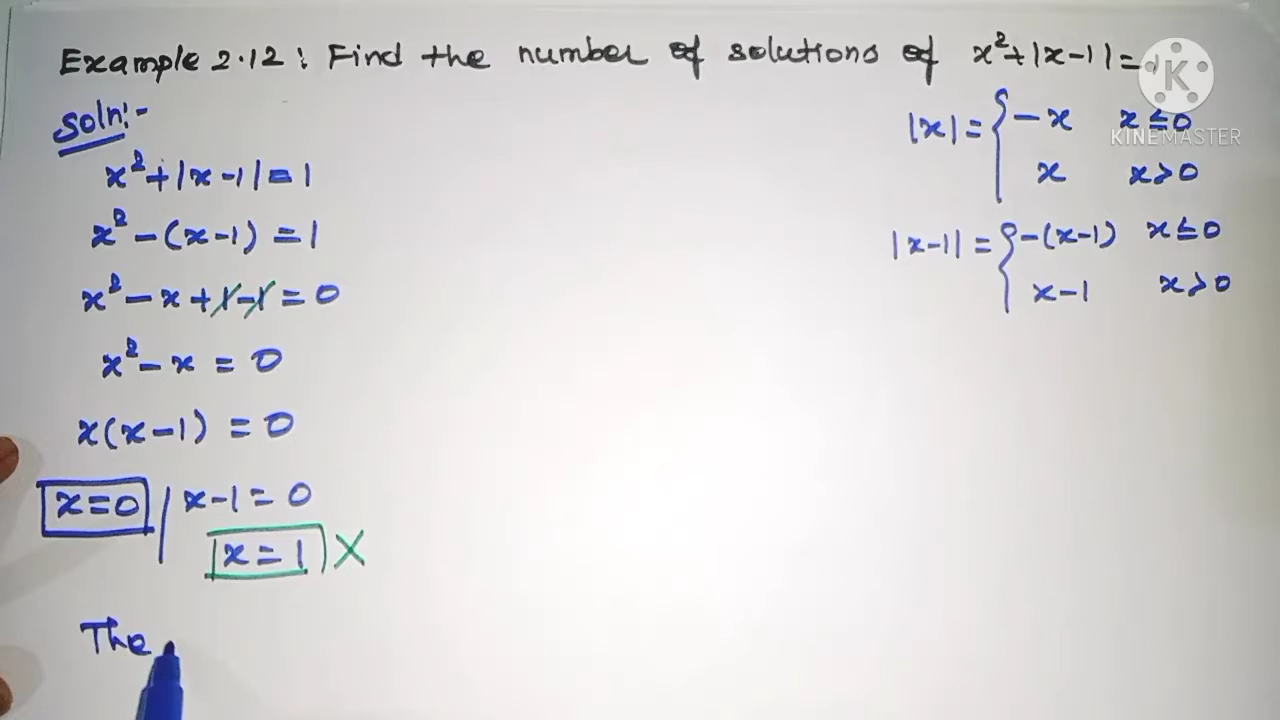 Example 2.12: Find the number of solutions of x²+|x-1|=1
Soln:-
x²+|x-1|=1
x²-(x-1)=1
x²-x+1-1=0
x²-x=0
x(x-1)=0
x=0 | x-1=0
x=1 X
The
|x|={-x x≤0
x x>0
|x-1|={-(x-1) x≤0
x-1 x>0
K
KINEMASTER